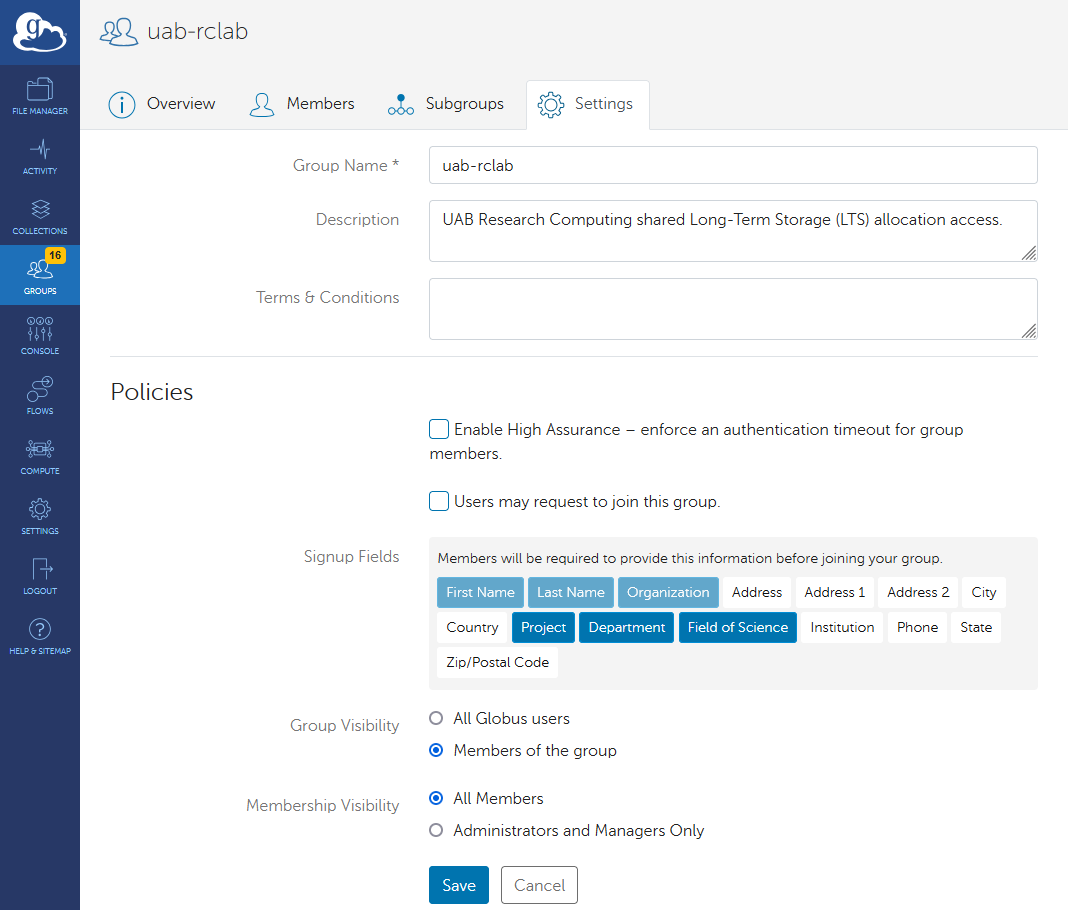 g
uab-rclab
Overview
Members
Subgroups
Settings
FILE MANAGER
ACTIVITY
COLLECTIONS
16
GROUPS
CONSOLE
FLOWS
COMPUTE
SETTINGS
LOGOUT
HELP & SITEMAP
Group Name * uab-rclab
Description UAB Research Computing shared Long-Term Storage (LTS) allocation access.
Terms & Conditions
Policies
Enable High Assurance – enforce an authentication timeout for group
members.
Users may request to join this group.
Signup Fields Members will be required to provide this information before joining your group.
First Name Last Name Organization Address Address 1 Address 2 City
Country Project Department Field of Science Institution Phone State
Zip/Postal Code
Group Visibility All Globus users
Members of the group
Membership Visibility All Members
Administrators and Managers Only
Save Cancel